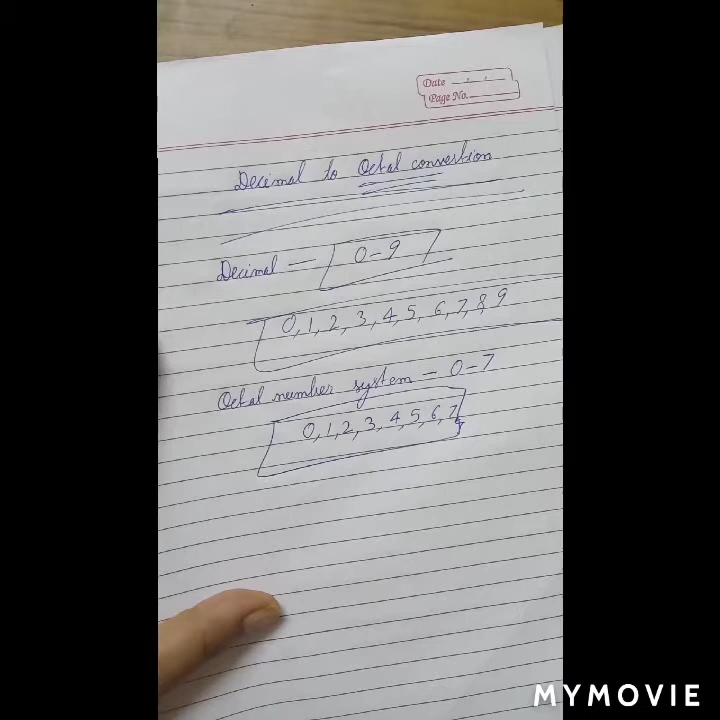 Date
Page No.
Decimal to Octal convertion
Decimal — 0-9
0, 1, 2, 3, 4, 5, 6, 7, 8, 9
Octal number system - 0-7
0, 1, 2, 3, 4, 5, 6, 7
MYMOVIE